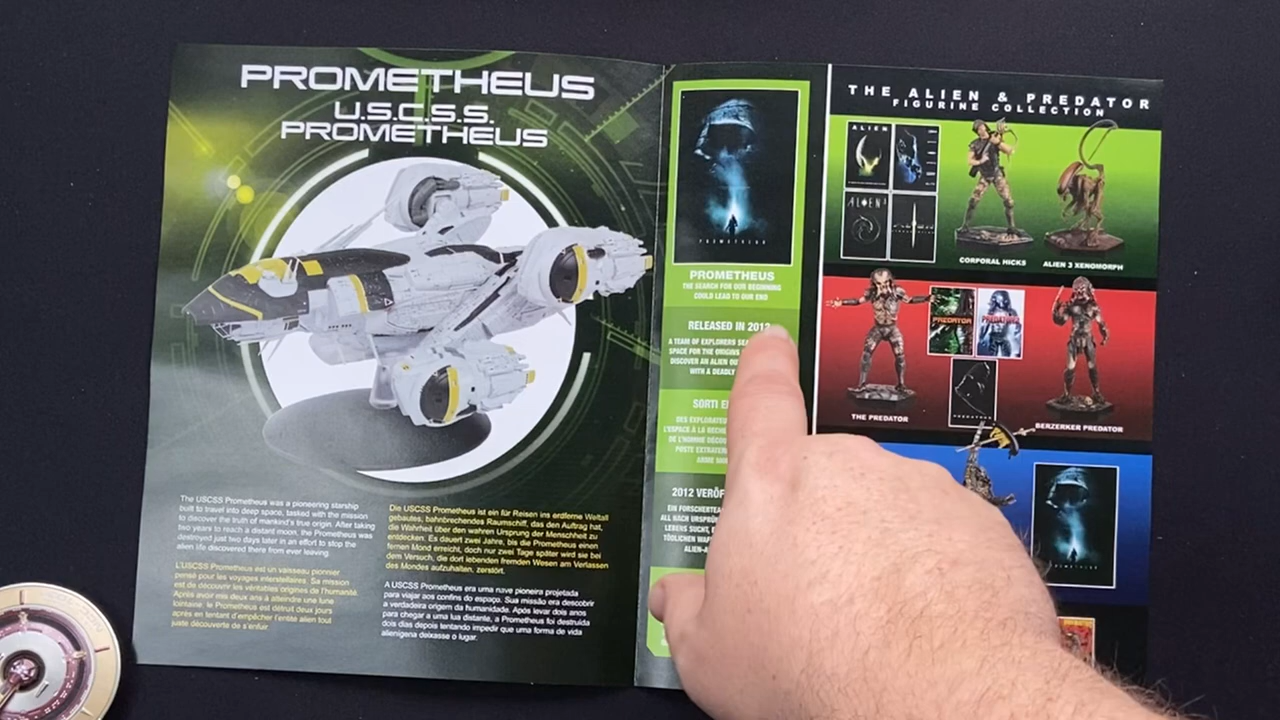 PROMETHEUS
U.S.C.S.S.
PROMETHEUS
The USCSS Prometheus was a pioneering starship
built to travel into deep space, tasked with the mission
to discover the truth of mankind's true origin. After taking
two years to reach a distant moon, the Prometheus was
destroyed just two days later in an effort to stop the
alien life discovered there from ever leaving.
L'USCSS Prometheus est un vaisseau pionnier
pensé pour les voyages interstellaires. Sa mission
est de découvrir les véritables origines de l'humanité.
Après avoir mis deux ans à atteindre une lune
lointaine, le Prometheus est détruit deux jours
après en tentant d'empêcher l'entité alien tout
juste découverte de s'enfuir.
Die USCSS Prometheus ist ein für Reisen ins entfernte Weltall
gebautes, bahnbrechendes Raumschiff, das den Auftrag hat,
die Wahrheit über den wahren Ursprung der Menschheit zu
entdecken. Es dauert zwei Jahre, bis die Prometheus einen
fernen Mond erreicht, doch nur zwei Tage später wird sie bei
dem Versuch, die dort lebenden fremden Wesen am Verlassen
des Mondes aufzuhalten, zerstört.
A USCSS Prometheus era uma nave pioneira projetada
para viajar aos confins do espaço. Sua missão era descobrir
a verdadeira origem da humanidade. Após levar dois anos
para chegar a uma lua distante, a Prometheus foi destruída
dois dias depois tentando impedir que uma forma de vida
alienígena deixasse o lugar.
PROMETHEUS
PROMETHEUS
THE SEARCH FOR OUR BEGINNING
COULD LEAD TO OUR END
RELEASED IN 2012
A TEAM OF EXPLORERS
SPACE FOR THE ORIGINS
DISCOVER AN ALIEN
WITH A DEADLY
SORTI
DES EXPLORATEU
L'ESPACE À LA
DE L'HOMME
POSTE
ARME
2012
EIN
ALL NACH
LEBENS SUCHT,
TÖDLICHEN
ALIEN-
THE ALIEN & PREDATOR
FIGURINE COLLECTION
ALIEN
ALIEN³
CORPORAL HICKS
ALIEN 3 XENOMORPH
PREDATOR
PREDATOR 2
PREDATORS
THE PREDATOR
BERZERKER PREDATOR